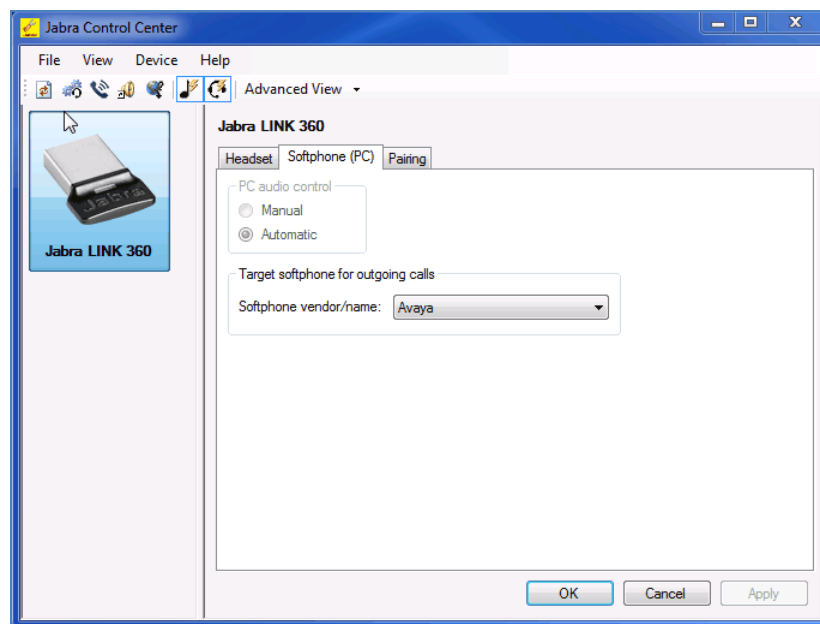 Jabra Control Center
File View Device Help
Advanced View
Jabra LINK 360
Headset Softphone (PC) Pairing
PC audio control
Manual
Automatic
Jabra
Jabra LINK 360
Target softphone for outgoing calls
Softphone vendor/name: Avaya
OK Cancel Apply